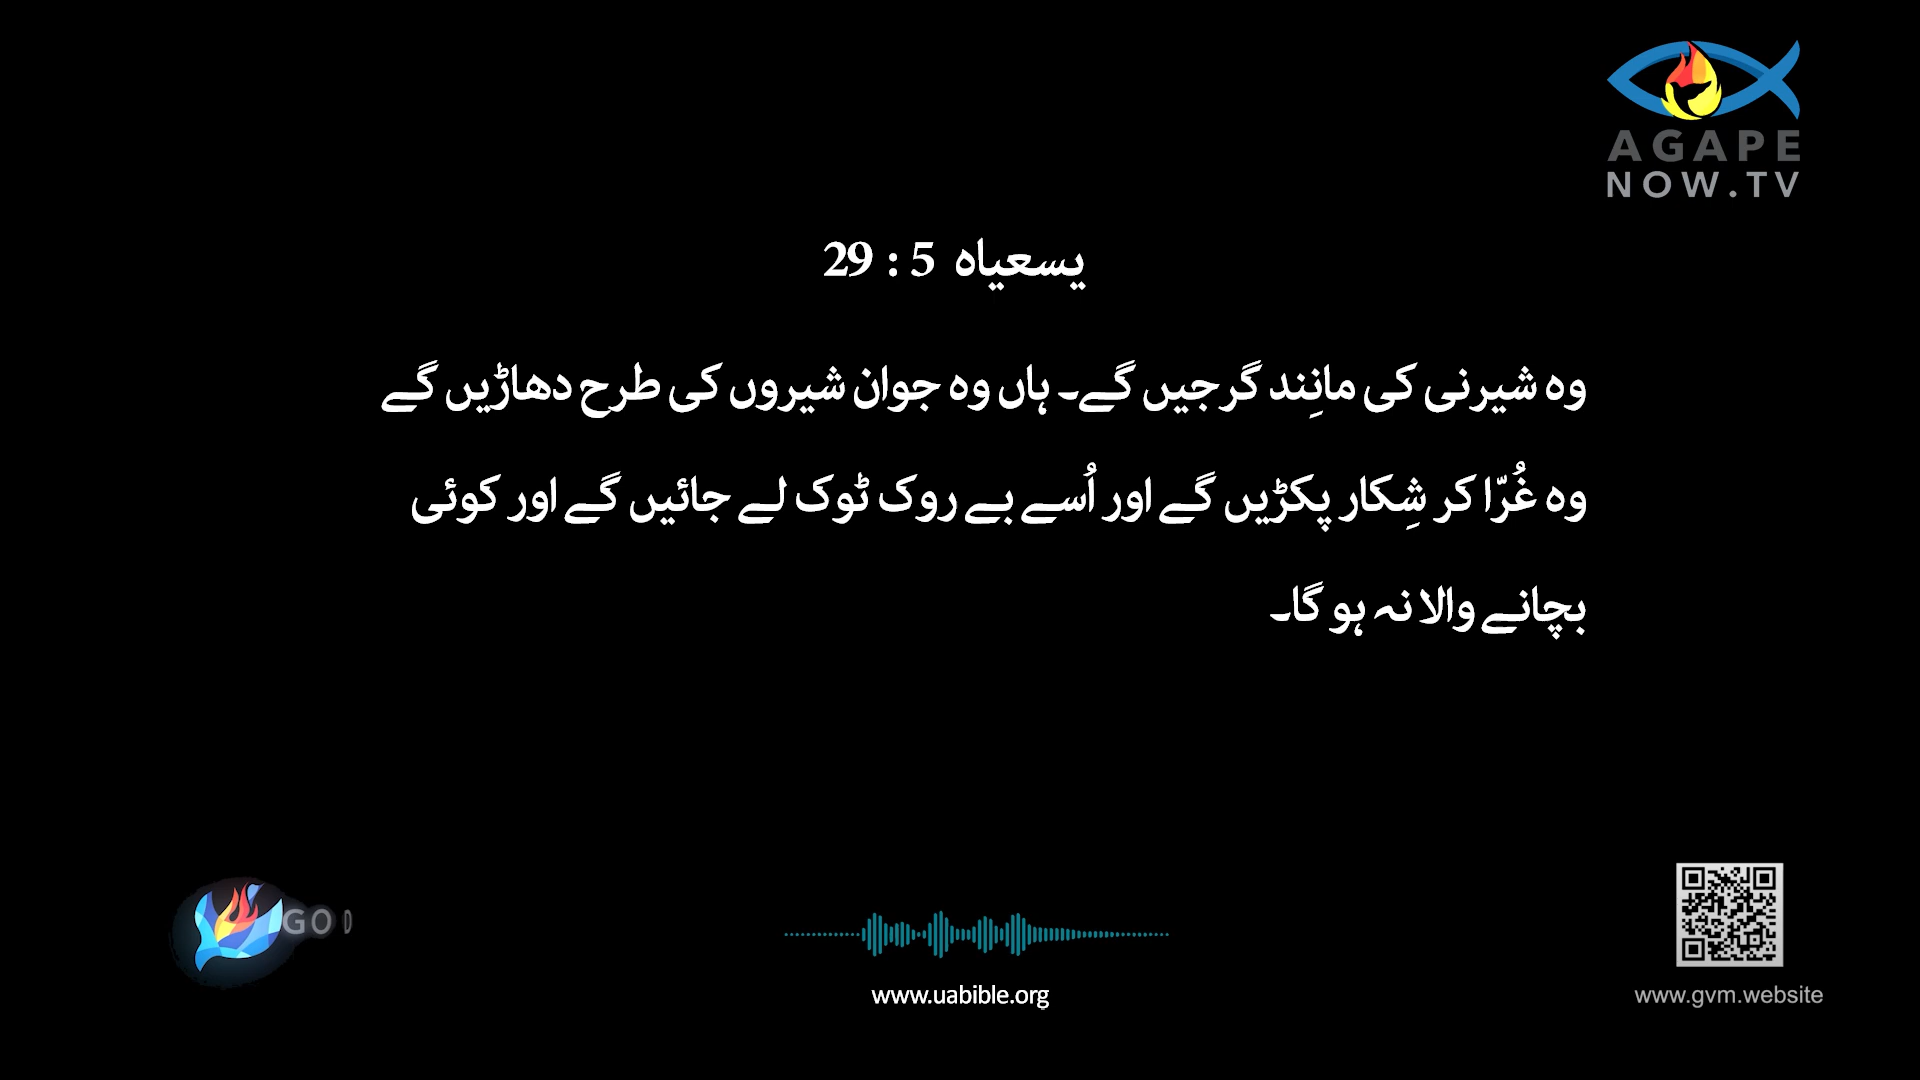 AGAPE
NOW.TV
یسعیاہ 5 : 29
وہ شیرنی کی مانِند گرجیں گے۔ ہاں وہ جوان شیروں کی طرح دھاڑیں گے
وہ غُرّا کر شِکار پکڑیں گے اور اُسے بے روک ٹوک لے جائیں گے اور کوئی
بچانے والا نہ ہو گا۔
GOD
www.uabible.org
www.gvm.website